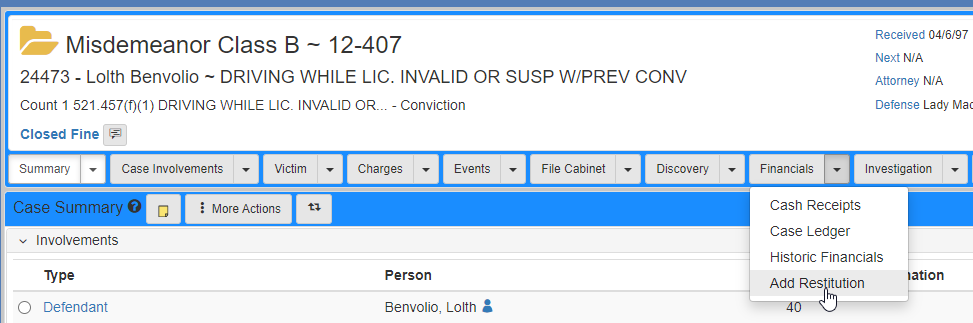 Misdemeanor Class B ~ 12-407
24473 - Lolth Benvolio ~ DRIVING WHILE LIC. INVALID OR SUSP W/PREV CONV
Count 1 521.457(f)(1) DRIVING WHILE LIC. INVALID OR... - Conviction
Closed Fine
Received 04/6/97
Next N/A
Attorney N/A
Defense Lady Mac
Summary Case Involvements Victim Charges Events File Cabinet Discovery Financials Investigation
Case Summary More Actions
Cash Receipts
Case Ledger
Historic Financials
Add Restitution
Involvements
Type Person mation
Defendant Benvolio, Lolth 40